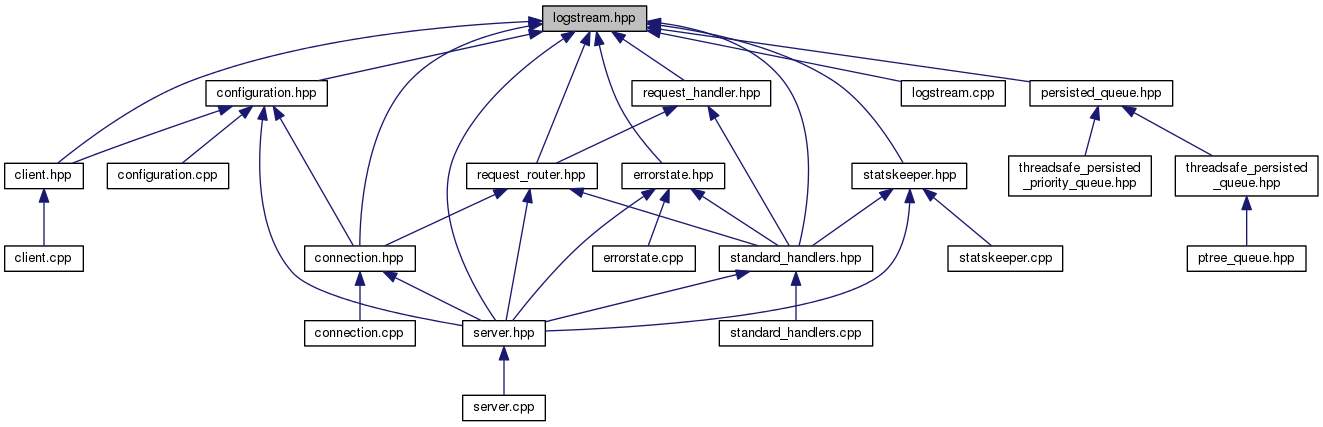 logstream.hpp
configuration.hpp
request_handler.hpp
logstream.cpp
persisted_queue.hpp
client.hpp
configuration.cpp
request_router.hpp
errorstate.hpp
statskeeper.hpp
threadsafe_persisted
_priority_queue.hpp
threadsafe_persisted
_queue.hpp
client.cpp
connection.hpp
errorstate.cpp
standard_handlers.hpp
statskeeper.cpp
ptree_queue.hpp
connection.cpp
server.hpp
standard_handlers.cpp
server.cpp